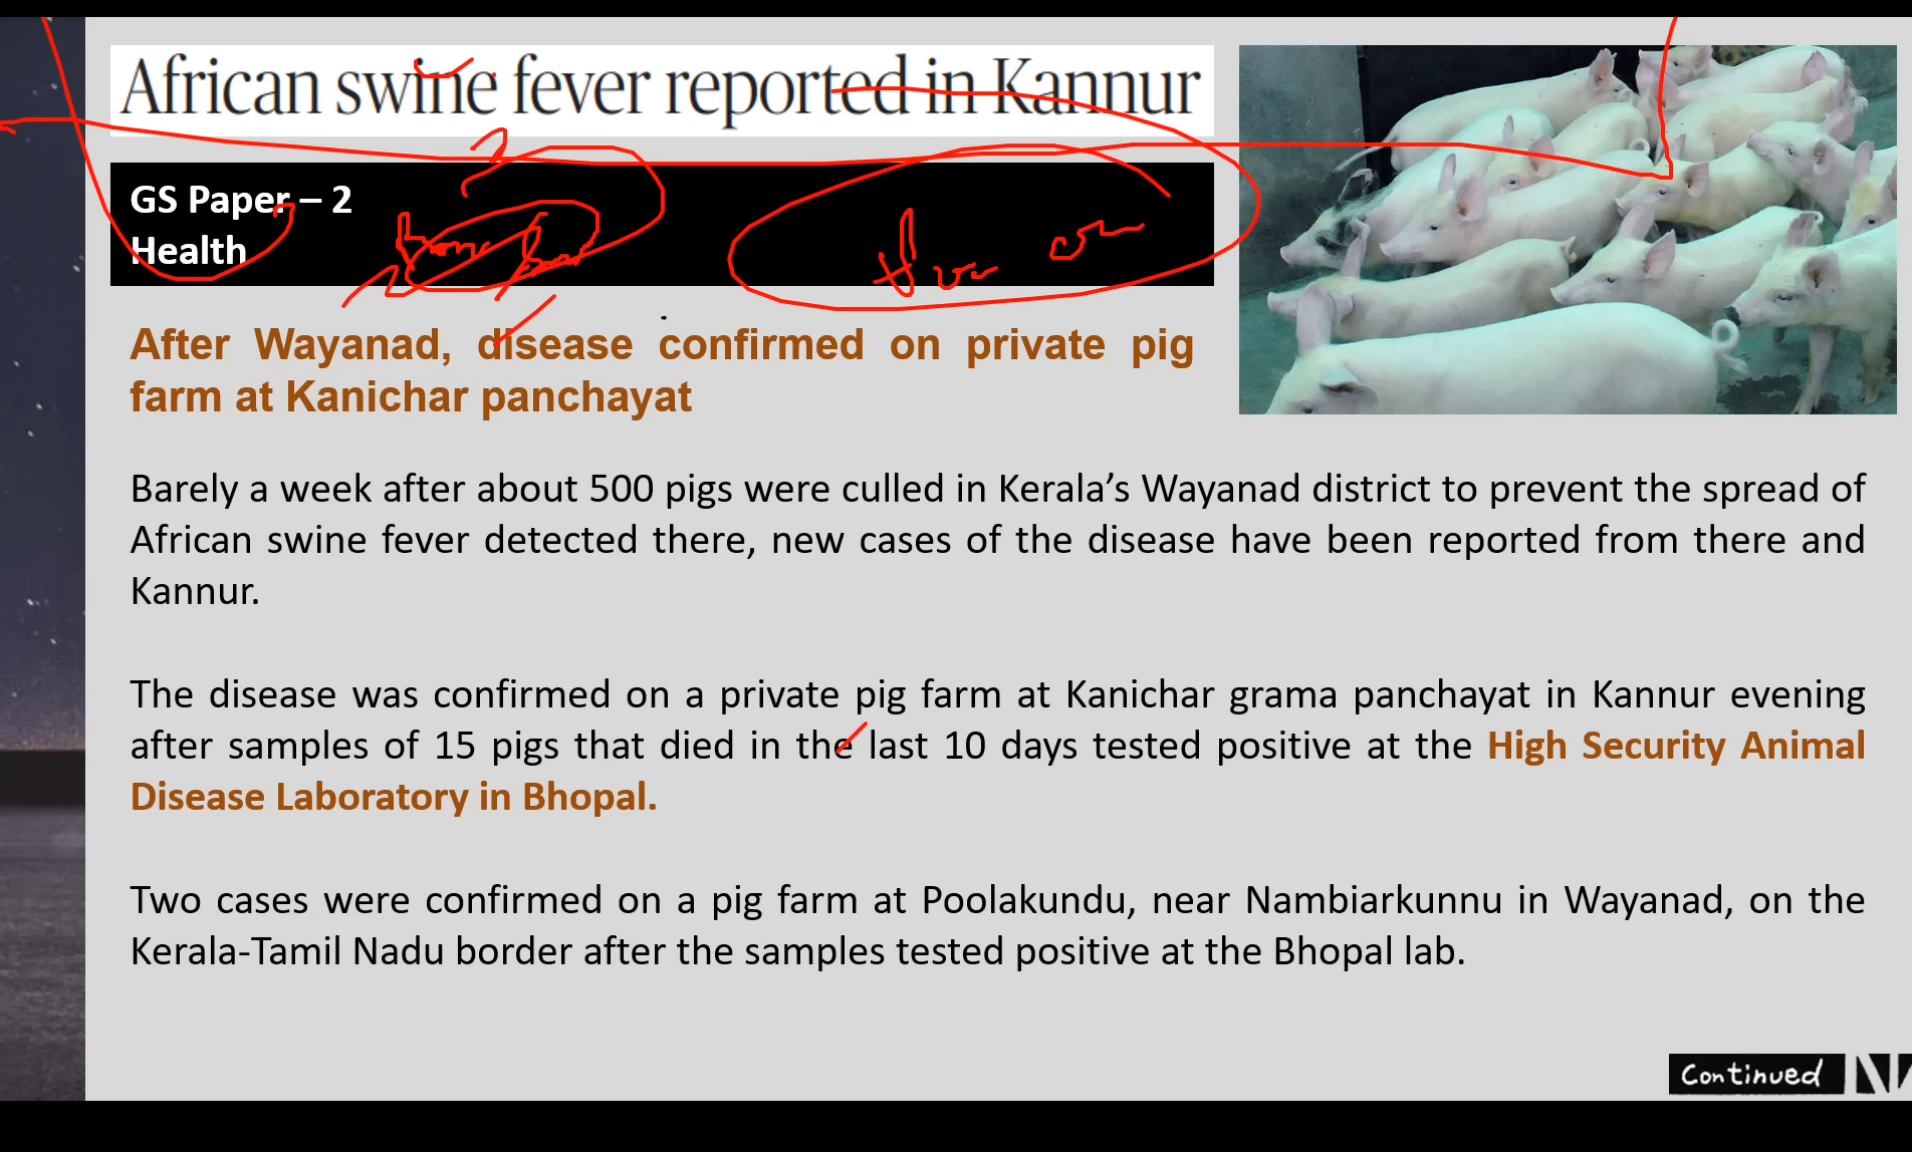 African swine fever reported in Kannur
GS Paper – 2
Health
After Wayanad, disease confirmed on private pig
farm at Kanichar panchayat
Barely a week after about 500 pigs were culled in Kerala’s Wayanad district to prevent the spread of
African swine fever detected there, new cases of the disease have been reported from there and
Kannur.
The disease was confirmed on a private pig farm at Kanichar grama panchayat in Kannur evening
after samples of 15 pigs that died in the last 10 days tested positive at the High Security Animal
Disease Laboratory in Bhopal.
Two cases were confirmed on a pig farm at Poolakundu, near Nambiarkunnu in Wayanad, on the
Kerala-Tamil Nadu border after the samples tested positive at the Bhopal lab.
Continued